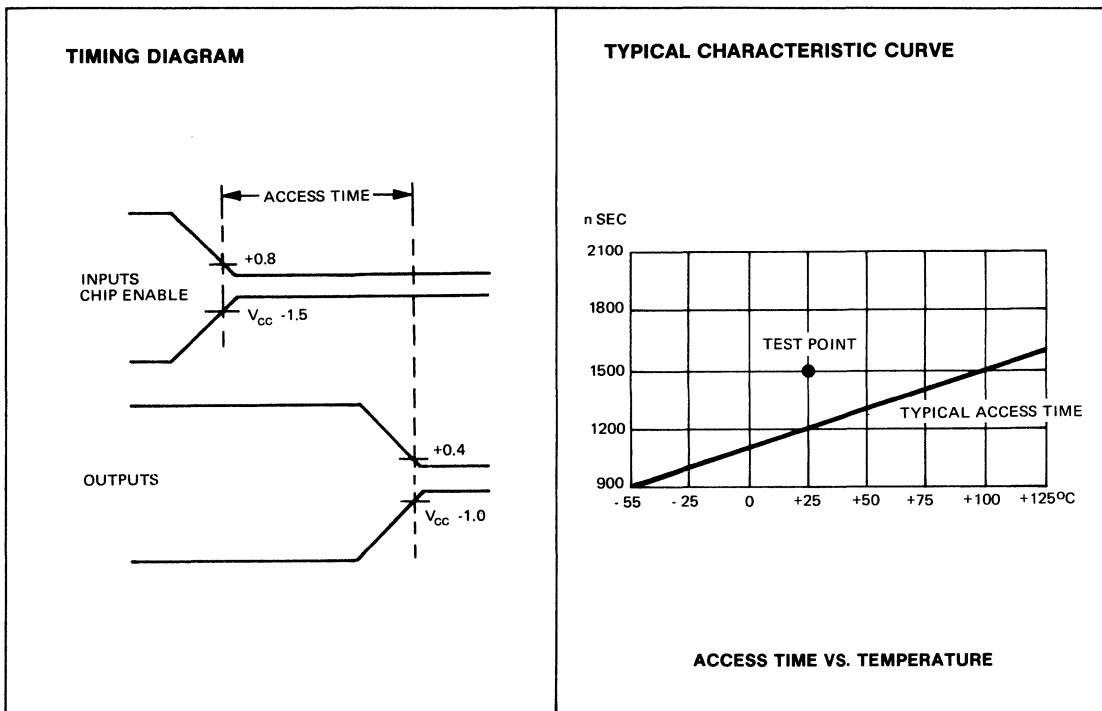 TIMING DIAGRAM
ACCESS TIME
+0.8
INPUTS
CHIP ENABLE
VCC -1.5
+0.4
OUTPUTS
VCC -1.0
TYPICAL CHARACTERISTIC CURVE
n SEC
2100
1800
TEST POINT
1500
TYPICAL ACCESS TIME
1200
900
- 55 - 25 0 +25 +50 +75 +100 +125ºC
ACCESS TIME VS. TEMPERATURE